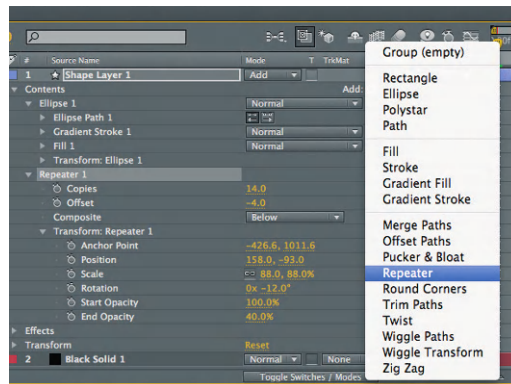 # Source Name Mode T TrkMat
1 Shape Layer 1 Add
Contents Add:
Ellipse 1 Normal
Ellipse Path 1
Gradient Stroke 1 Normal
Fill 1 Normal
Transform: Ellipse 1
Repeater 1
Copies 14.0
Offset -4.0
Composite Below
Transform: Repeater 1
Anchor Point -426.6, 1011.6
Position 158.0, -93.0
Scale 88.0, 88.0%
Rotation 0x -12.0°
Start Opacity 100.0%
End Opacity 40.0%
Effects
Transform Reset
2 Black Solid 1 Normal None
Toggle Switches / Modes
Group (empty)
Rectangle
Ellipse
Polystar
Path
Fill
Stroke
Gradient Fill
Gradient Stroke
Merge Paths
Offset Paths
Pucker & Bloat
Repeater
Round Corners
Trim Paths
Twist
Wiggle Paths
Wiggle Transform
Zig Zag